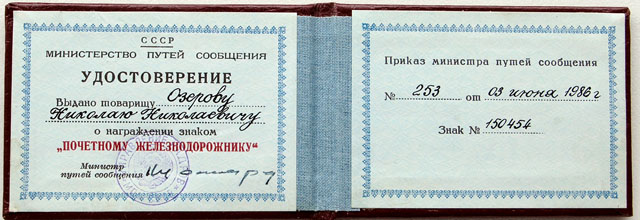 СССР
МИНИСТЕРСТВО ПУТЕЙ СООБЩЕНИЯ
УДОСТОВЕРЕНИЕ
Выдано товарищу Озерову
Николаю Николаевичу
о награждении знаком
„ПОЧЕТНОМУ ЖЕЛЕЗНОДОРОЖНИКУ“
Министр
путей сообщения
Приказ министра путей сообщения
№ 253 от 03 июня 1986 г
Знак № 150454